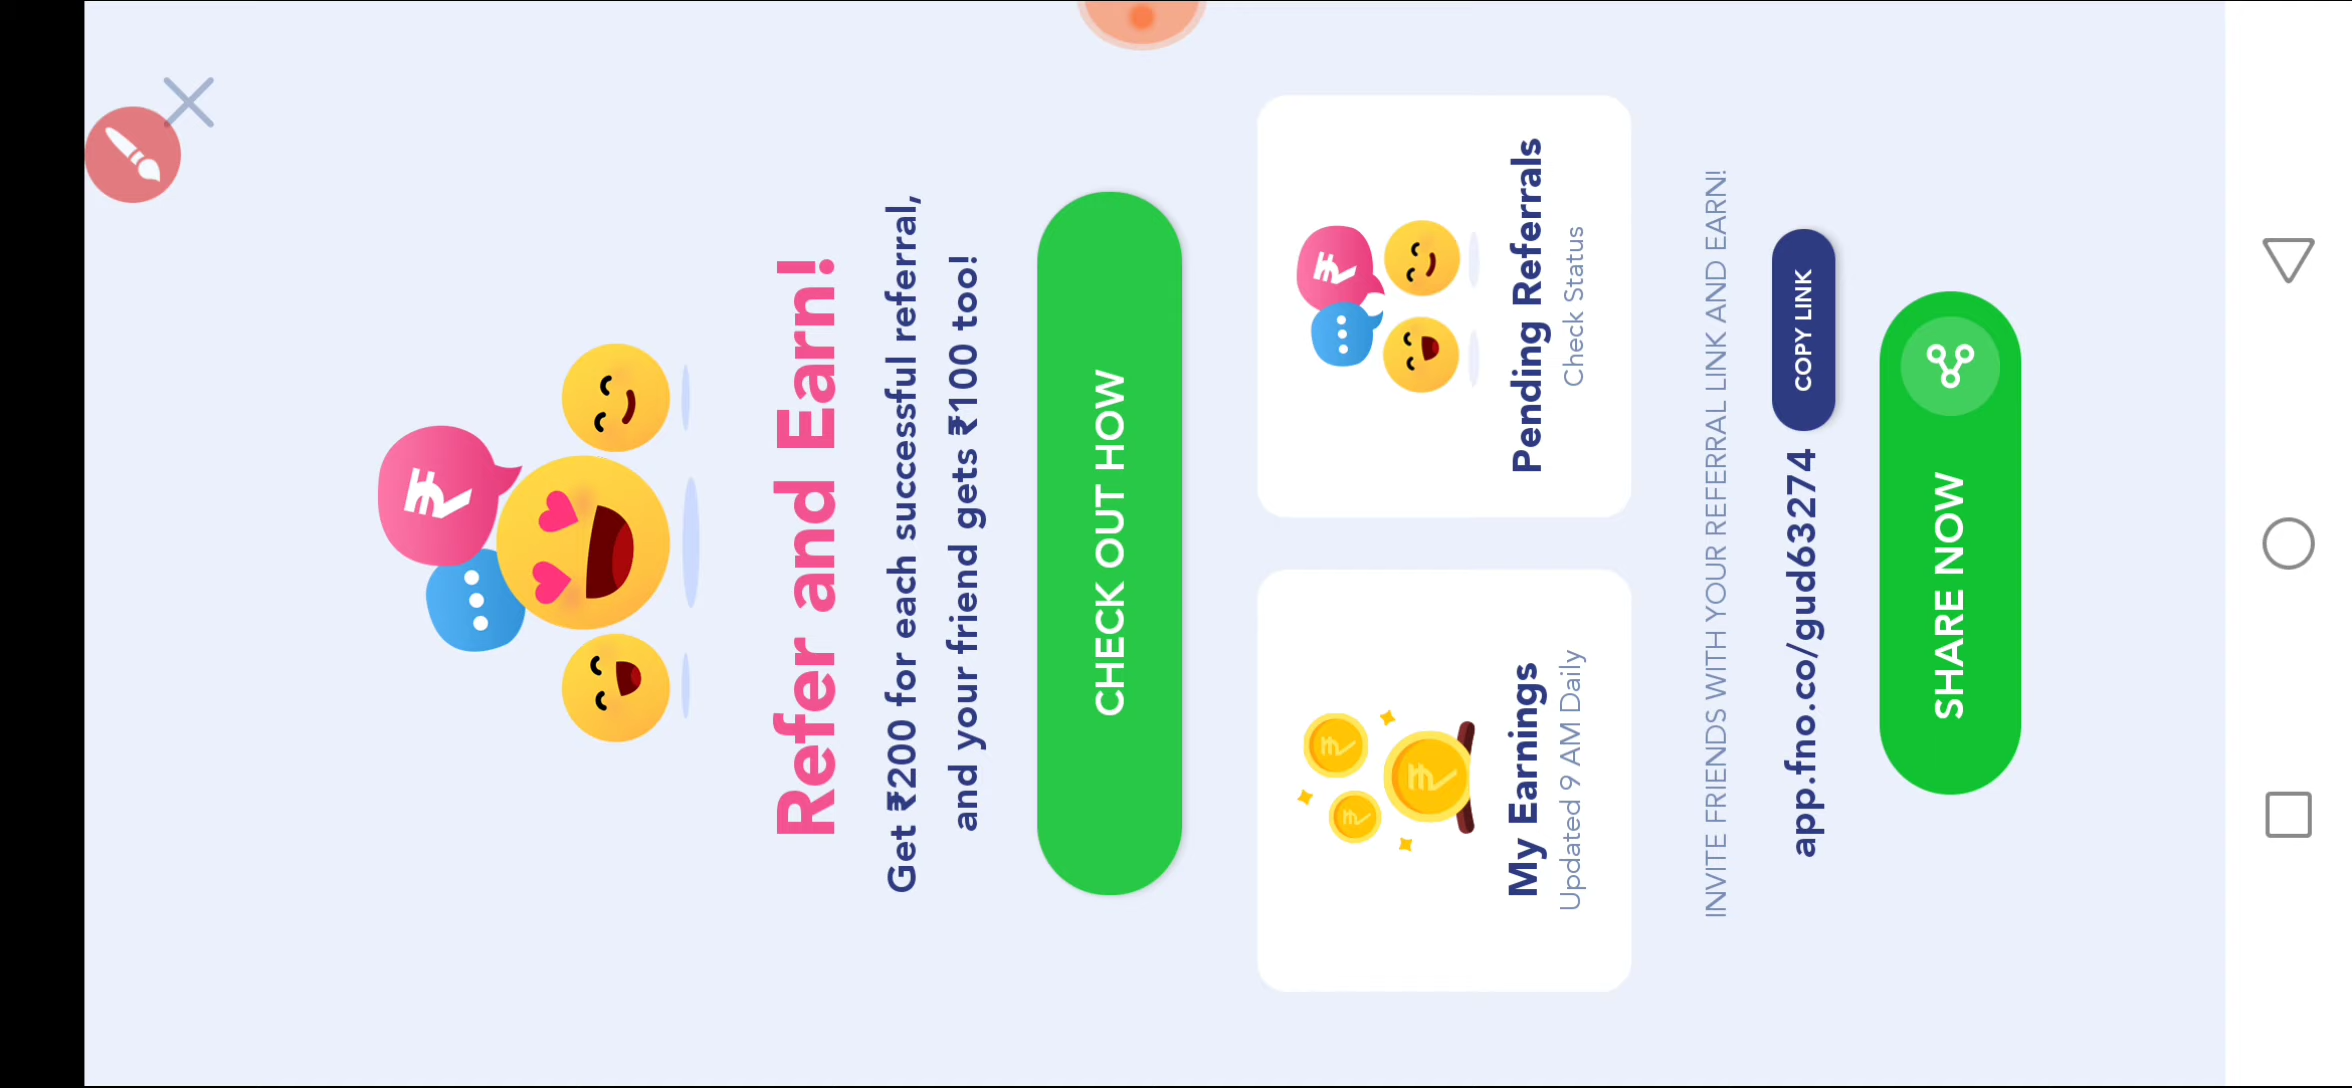 Refer and Earn!
Get ₹200 for each successful referral,
and your friend gets ₹100 too!
CHECK OUT HOW
My Earnings
Updated 9 AM Daily
Pending Referrals
Check Status
INVITE FRIENDS WITH YOUR REFERRAL LINK AND EARN!
app.fno.co/gud63274 COPY LINK
SHARE NOW